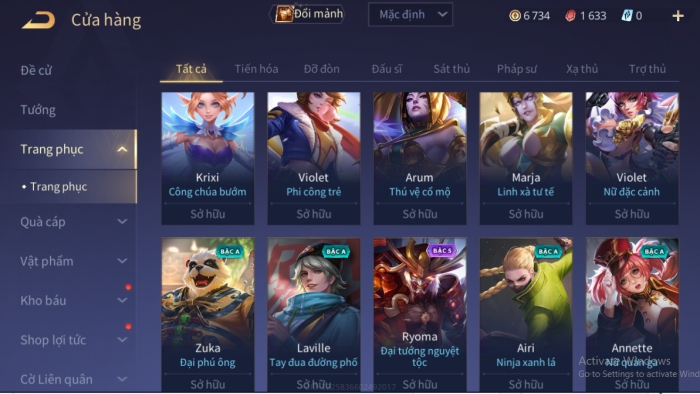 Cửa hàng
Đổi mảnh
Mặc định
6 734
1 633
0
Đề cử
Tướng
Trang phục
• Trang phục
Quà cáp
Vật phẩm
Kho báu
Shop lợi tức
Cờ Liên quân
Tất cả
Tiến hóa
Đỡ đòn
Đấu sĩ
Sát thủ
Pháp sư
Xạ thủ
Trợ thủ
Krixi
Công chúa bướm
Sở hữu
Violet
Phi công trẻ
Sở hữu
Arum
Thú vệ cổ mộ
Sở hữu
Marja
Linh xà tư tế
Sở hữu
Violet
Nữ đặc cảnh
Sở hữu
Zuka
Đại phú ông
Sở hữu
BẬC A
Laville
Tay đua đường phố
Sở hữu
BẬC A
Ryoma
Đại tướng nguyệt
tộc
Sở hữu
BẬC S
Airi
Ninja xanh lá
Sở hữu
BẬC A
Annette
Nữ quản gia
Sở hữu
BẬC A
Activate Windows
Go to Settings to activate Wind